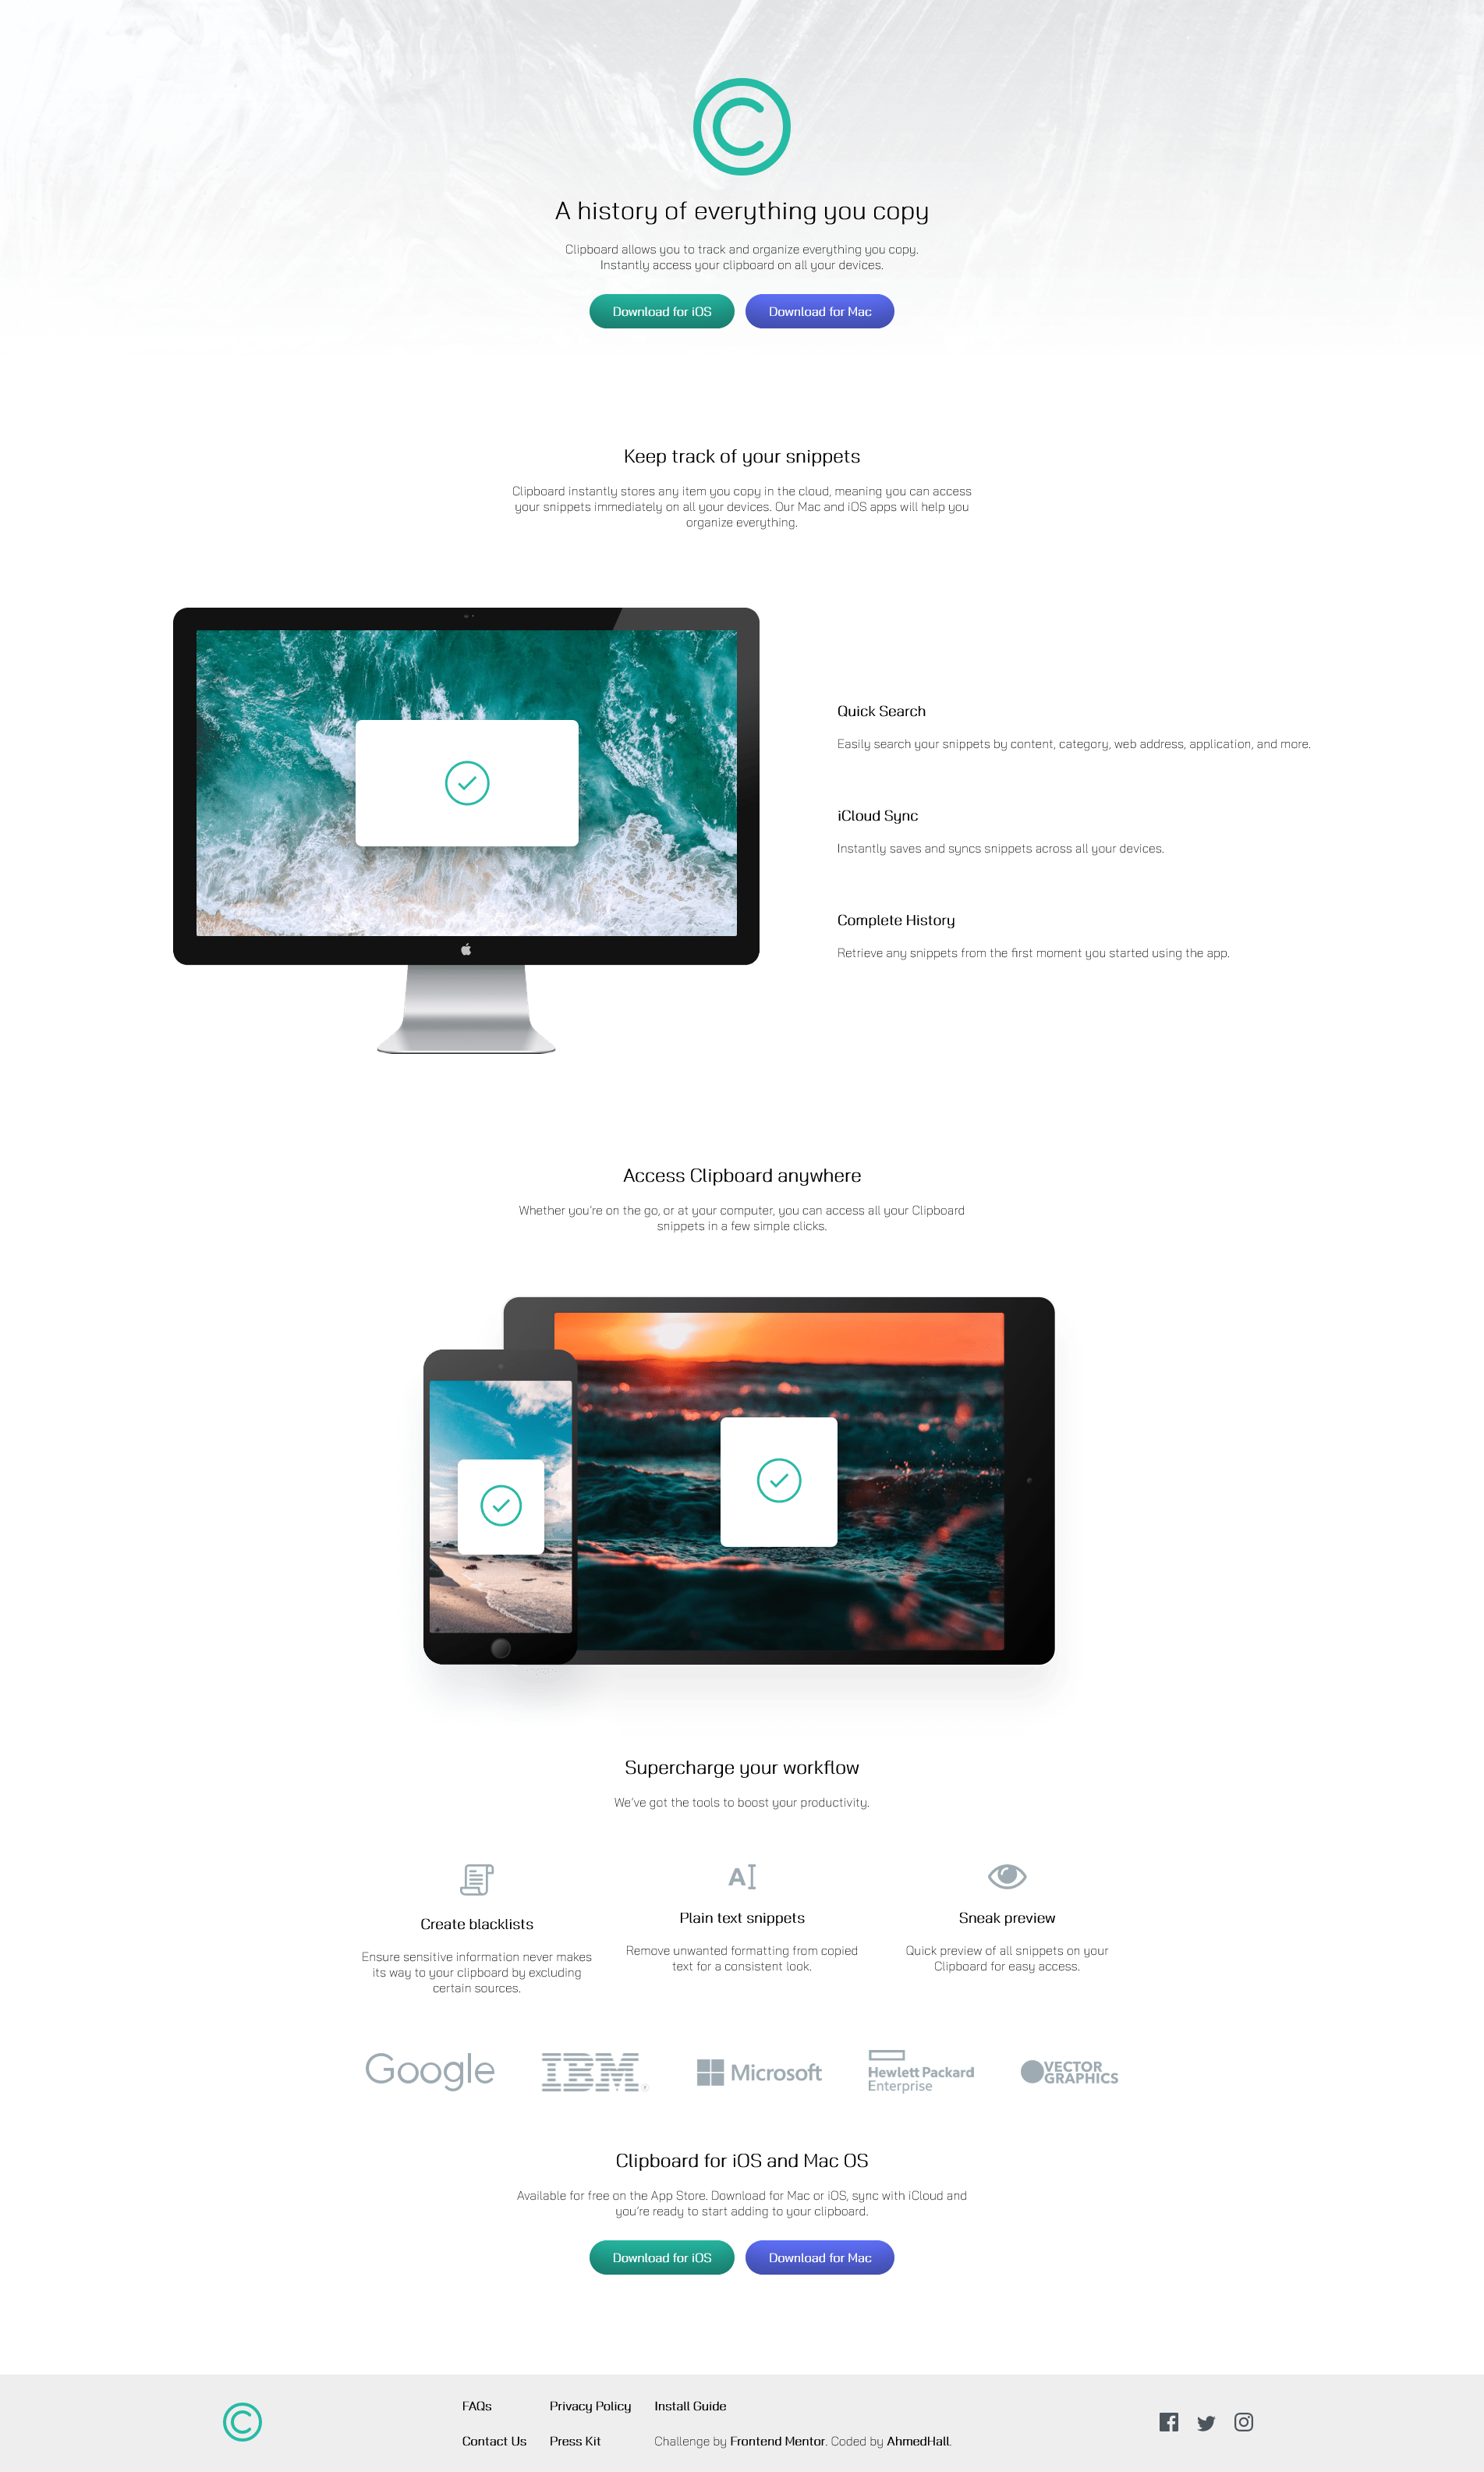 A history of everything you copy
Clipboard allows you to track and organize everything you copy.
Instantly access your clipboard on all your devices.
Download for iOS
Download for Mac
Keep track of your snippets
Clipboard instantly stores any item you copy in the cloud, meaning you can access
your snippets immediately on all your devices. Our Mac and iOS apps will help you
organize everything.
Quick Search
Easily search your snippets by content, category, web address, application, and more.
iCloud Sync
Instantly saves and syncs snippets across all your devices.
Complete History
Retrieve any snippets from the first moment you started using the app.
Access Clipboard anywhere
Whether you're on the go, or at your computer, you can access all your Clipboard
snippets in a few simple clicks.
Supercharge your workflow
We've got the tools to boost your productivity.
Create blacklists
Ensure sensitive information never makes
its way to your clipboard by excluding
certain sources.
Plain text snippets
Remove unwanted formatting from copied
text for a consistent look.
Sneak preview
Quick preview of all snippets on your
Clipboard for easy access.
Google
IBM
Microsoft
Hewlett Packard
Enterprise
VECTOR
GRAPHICS
Clipboard for iOS and Mac OS
Available for free on the App Store. Download for Mac or iOS, sync with iCloud and
you're ready to start adding to your clipboard.
Download for iOS
Download for Mac
FAQs
Privacy Policy
Install Guide
Contact Us
Press Kit
Challenge by Frontend Mentor. Coded by AhmedHall.